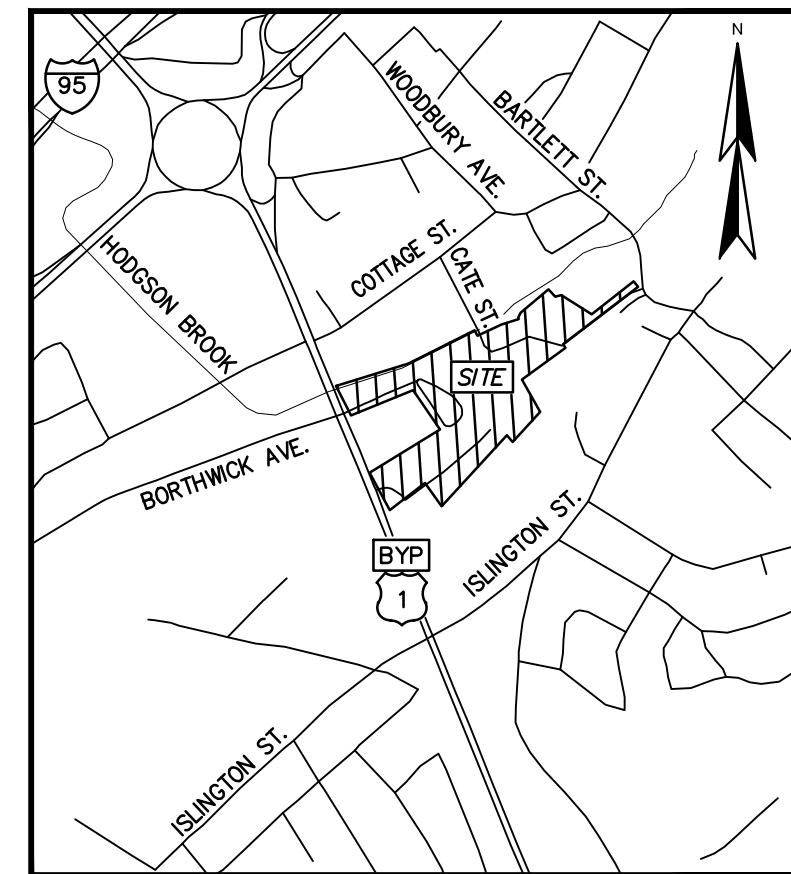 N
95
WOODBURY AVE.
BARTLETT ST.
COTTAGE ST.
CATE ST.
HODGSON BROOK
SITE
BORTHWICK AVE.
ISLINGTON ST.
BYP
1
ISLINGTON ST.